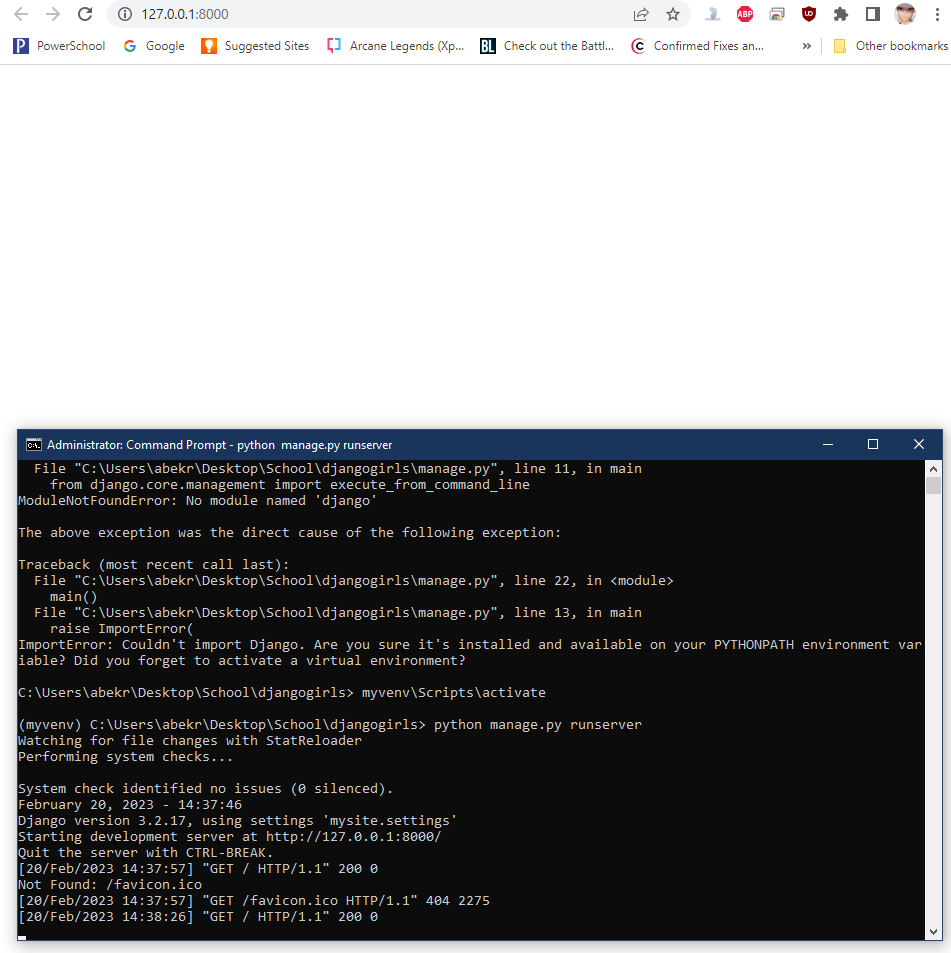 127.0.0.1:8000
ABP
UD
P PowerSchool G Google Suggested Sites Arcane Legends (Xp... BL Check out the Battl... C Confirmed Fixes an... » Other bookmarks
C:\. Administrator: Command Prompt - python  manage.py runserver
  File "C:\Users\abekr\Desktop\School\djangogirls\manage.py", line 11, in main
    from django.core.management import execute_from_command_line
ModuleNotFoundError: No module named 'django'
The above exception was the direct cause of the following exception:
Traceback (most recent call last):
  File "C:\Users\abekr\Desktop\School\djangogirls\manage.py", line 22, in <module>
    main()
  File "C:\Users\abekr\Desktop\School\djangogirls\manage.py", line 13, in main
    raise ImportError(
ImportError: Couldn't import Django. Are you sure it's installed and available on your PYTHONPATH environment var
iable? Did you forget to activate a virtual environment?
C:\Users\abekr\Desktop\School\djangogirls> myvenv\Scripts\activate
(myvenv) C:\Users\abekr\Desktop\School\djangogirls> python manage.py runserver
Watching for file changes with StatReloader
Performing system checks...
System check identified no issues (0 silenced).
February 20, 2023 - 14:37:46
Django version 3.2.17, using settings 'mysite.settings'
Starting development server at http://127.0.0.1:8000/
Quit the server with CTRL-BREAK.
[20/Feb/2023 14:37:57] "GET / HTTP/1.1" 200 0
Not Found: /favicon.ico
[20/Feb/2023 14:37:57] "GET /favicon.ico HTTP/1.1" 404 2275
[20/Feb/2023 14:38:26] "GET / HTTP/1.1" 200 0